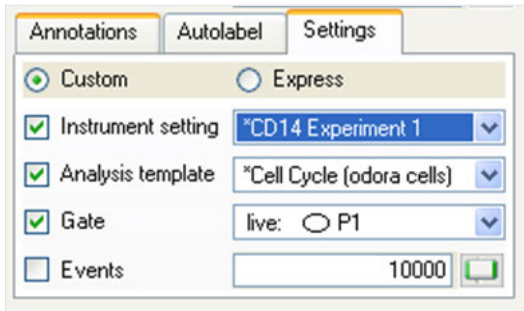 Annotations Autolabel Settings
Custom Express
Instrument setting *CD14 Experiment 1
Analysis template *Cell Cycle (odora cells)
Gate live: P1
Events 10000